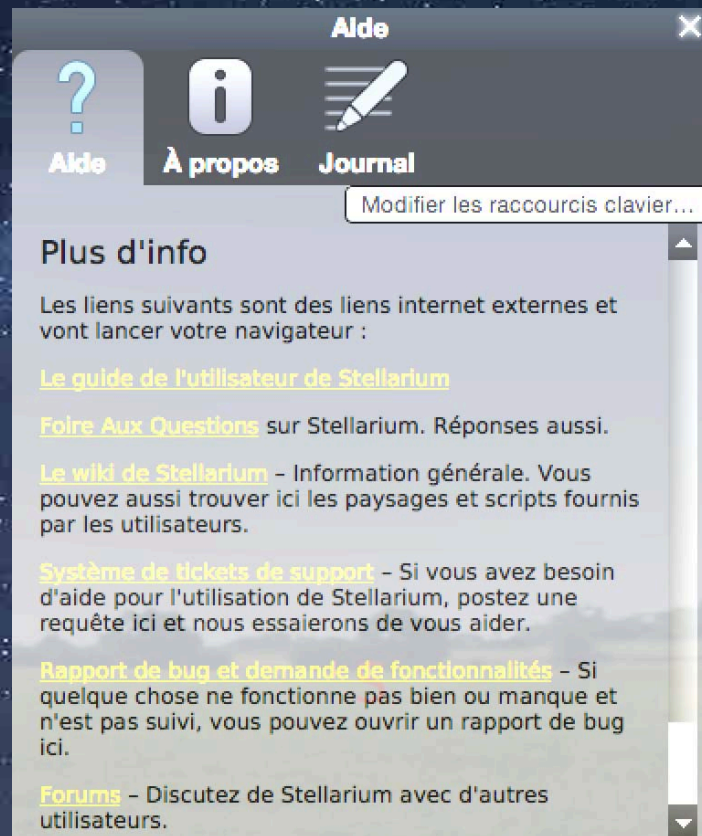 Aide
Aide
À propos
Journal
Modifier les raccourcis clavier...
Plus d'info
Les liens suivants sont des liens internet externes et
vont lancer votre navigateur :
Le guide de l'utilisateur de Stellarium
Foire Aux Questions sur Stellarium. Réponses aussi.
Le wiki de Stellarium – Information générale. Vous
pouvez aussi trouver ici les paysages et scripts fournis
par les utilisateurs.
Système de tickets de support – Si vous avez besoin
d'aide pour l'utilisation de Stellarium, postez une
requête ici et nous essaierons de vous aider.
Rapport de bug et demande de fonctionnalités – Si
quelque chose ne fonctionne pas bien ou manque et
n'est pas suivi, vous pouvez ouvrir un rapport de bug
ici.
Forums – Discutez de Stellarium avec d'autres
utilisateurs.